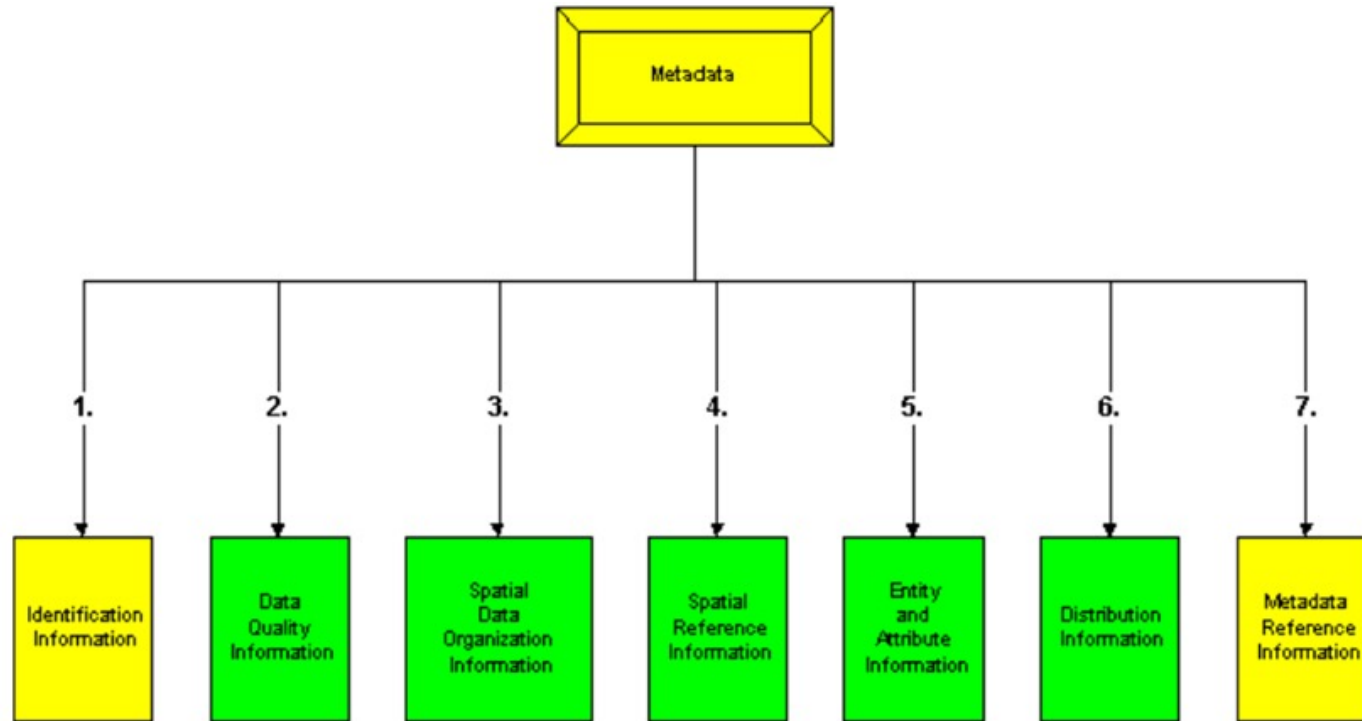 Metadata
1.
2.
3.
4.
5.
6.
7.
Identification
Information
Data
Quality
Information
Spatial
Data
Organization
Information
Spatial
Reference
Information
Entity
and
Attribute
Information
Distribution
Information
Metadata
Reference
Information